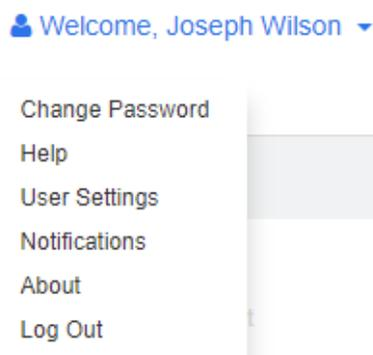 Welcome, Joseph Wilson
Change Password
Help
User Settings
Notifications
About
Log Out